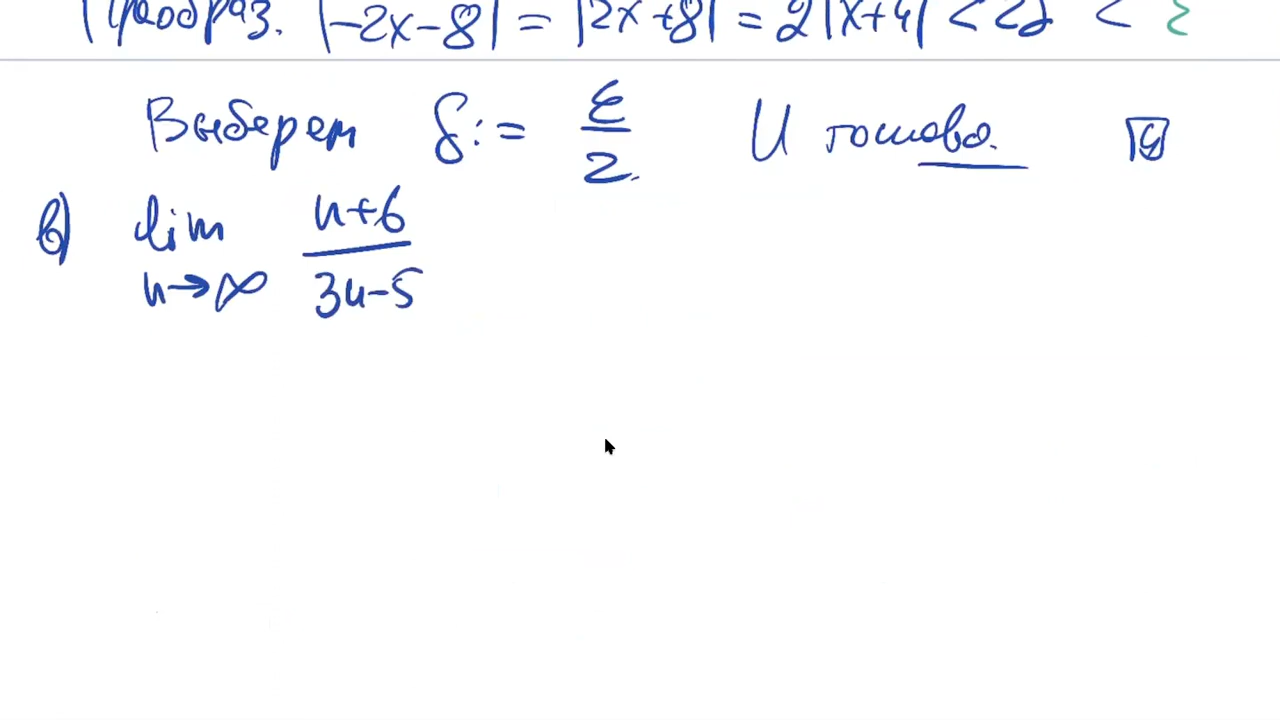 Преобраз. |-2x-8| = |2x+8| = 2|x+4| < 2δ < ε
Выберем δ := ε/2. И готово. ч
в) lim n→∞ (n+6)/(3n-5)